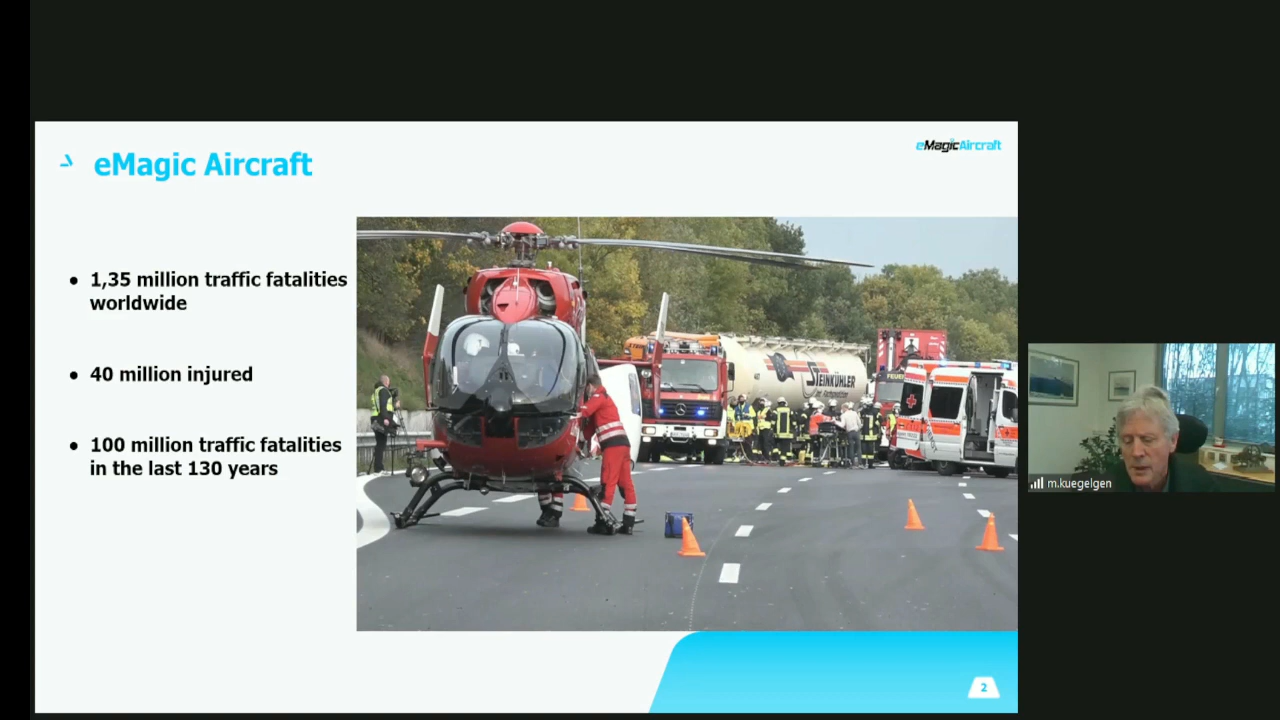 eMagic Aircraft
eMagicAircraft
• 1,35 million traffic fatalities
worldwide
• 40 million injured
• 100 million traffic fatalities
in the last 130 years
STEINKÜHLER
FEUER
m.kuegelgen
2